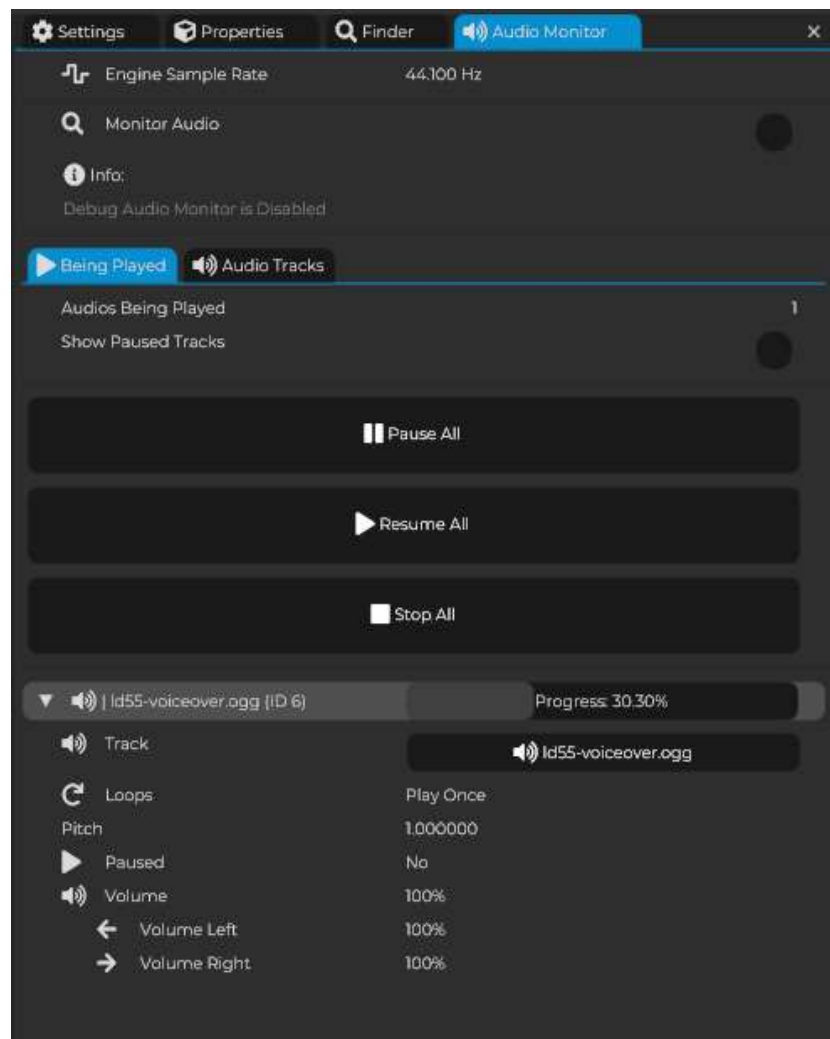 Settings Properties Finder Audio Monitor ×
Engine Sample Rate 44.100 Hz
Monitor Audio
Info:
Debug Audio Monitor is Disabled
Being Played Audio Tracks
Audios Being Played 1
Show Paused Tracks
Pause All
Resume All
Stop All
| ld55-voiceover.ogg (ID 6) Progress: 30.30%
Track ld55-voiceover.ogg
Loops Play Once
Pitch 1.000000
Paused No
Volume 100%
Volume Left 100%
Volume Right 100%